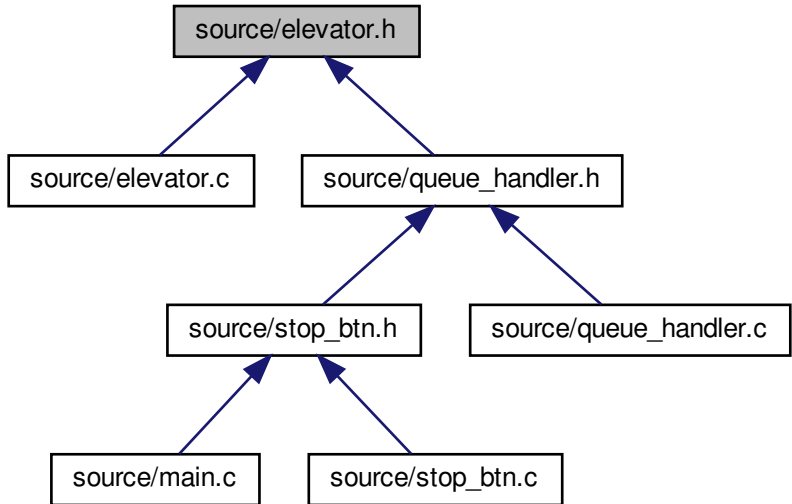 source/elevator.h
source/elevator.c
source/queue_handler.h
source/stop_btn.h
source/queue_handler.c
source/main.c
source/stop_btn.c